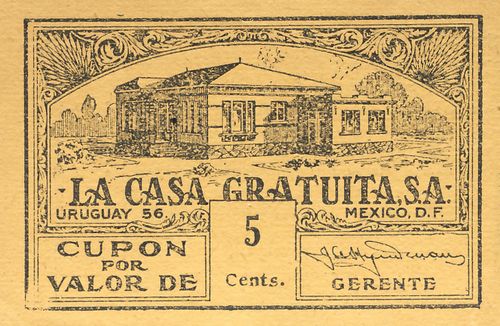 LA CASA GRATUITA, S.A.
URUGUAY 56.
MEXICO, D.F.
CUPON
POR
VALOR DE
5
Cents.
GERENTE